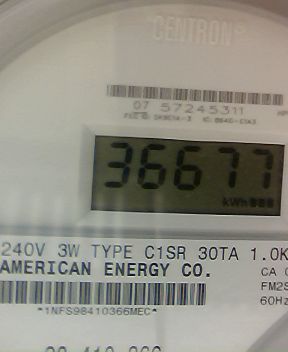 CENTRON®
07 57245311
36677
kWh
240V 3W TYPE C1SR 30TA 1.0K
AMERICAN ENERGY CO.
CA
FM2S
60Hz
*1NFS98410366MEC*